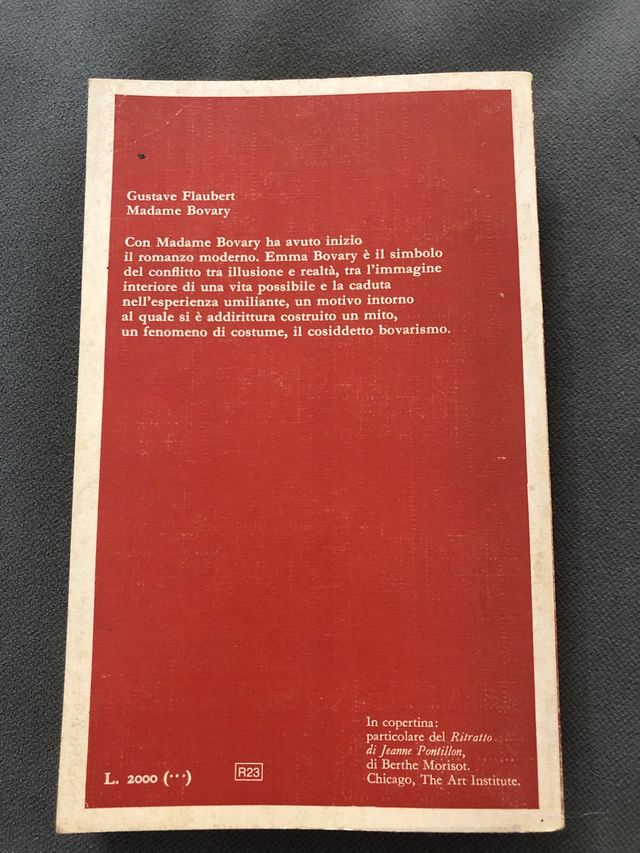 Gustave Flaubert
Madame Bovary
Con Madame Bovary ha avuto inizio
il romanzo moderno. Emma Bovary è il simbolo
del conflitto tra illusione e realtà, tra l'immagine
interiore di una vita possibile e la caduta
nell'esperienza umiliante, un motivo intorno
al quale si è addirittura costruito un mito,
un fenomeno di costume, il cosiddetto bovarismo.
In copertina:
particolare del Ritratto
di Jeanne Pontillon,
di Berthe Morisot.
Chicago, The Art Institute.
L. 2000 (···)
R23